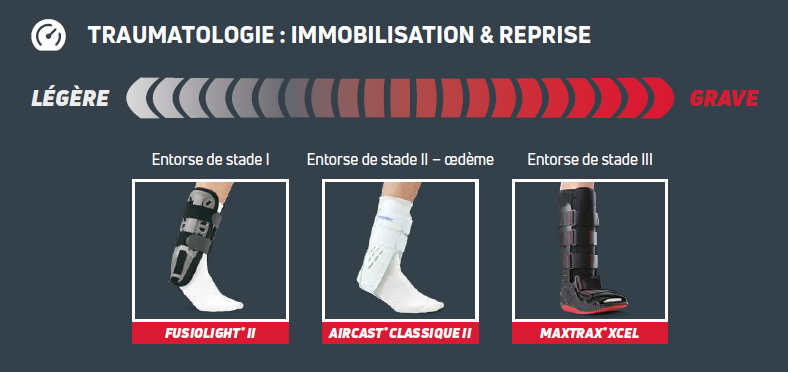 TRAUMATOLOGIE : IMMOBILISATION & REPRISE
LÉGÈRE
GRAVE
Entorse de stade I
Entorse de stade II – œdème
Entorse de stade III
FUSIOLIGHT® II
AIRCAST® CLASSIQUE II
MAXTRAX® XCEL